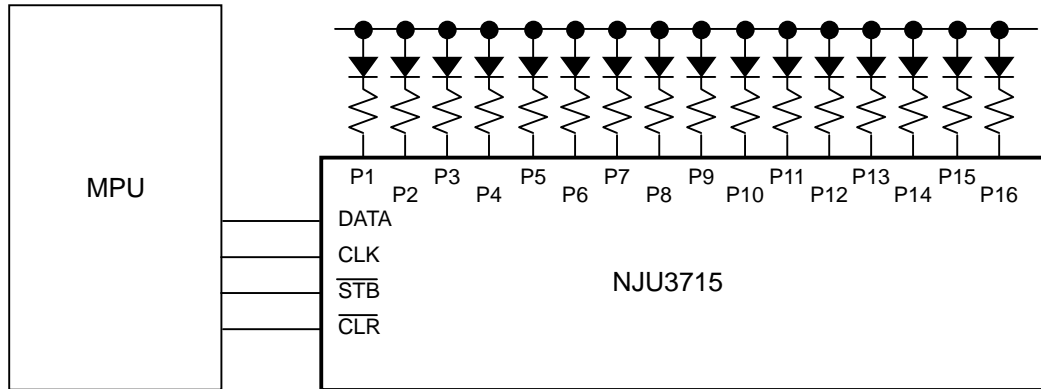 P1 P3 P5 P7 P9 P11 P13 P15
P2 P4 P6 P8 P10 P12 P14 P16
MPU
DATA
CLK
STB
CLR
NJU3715